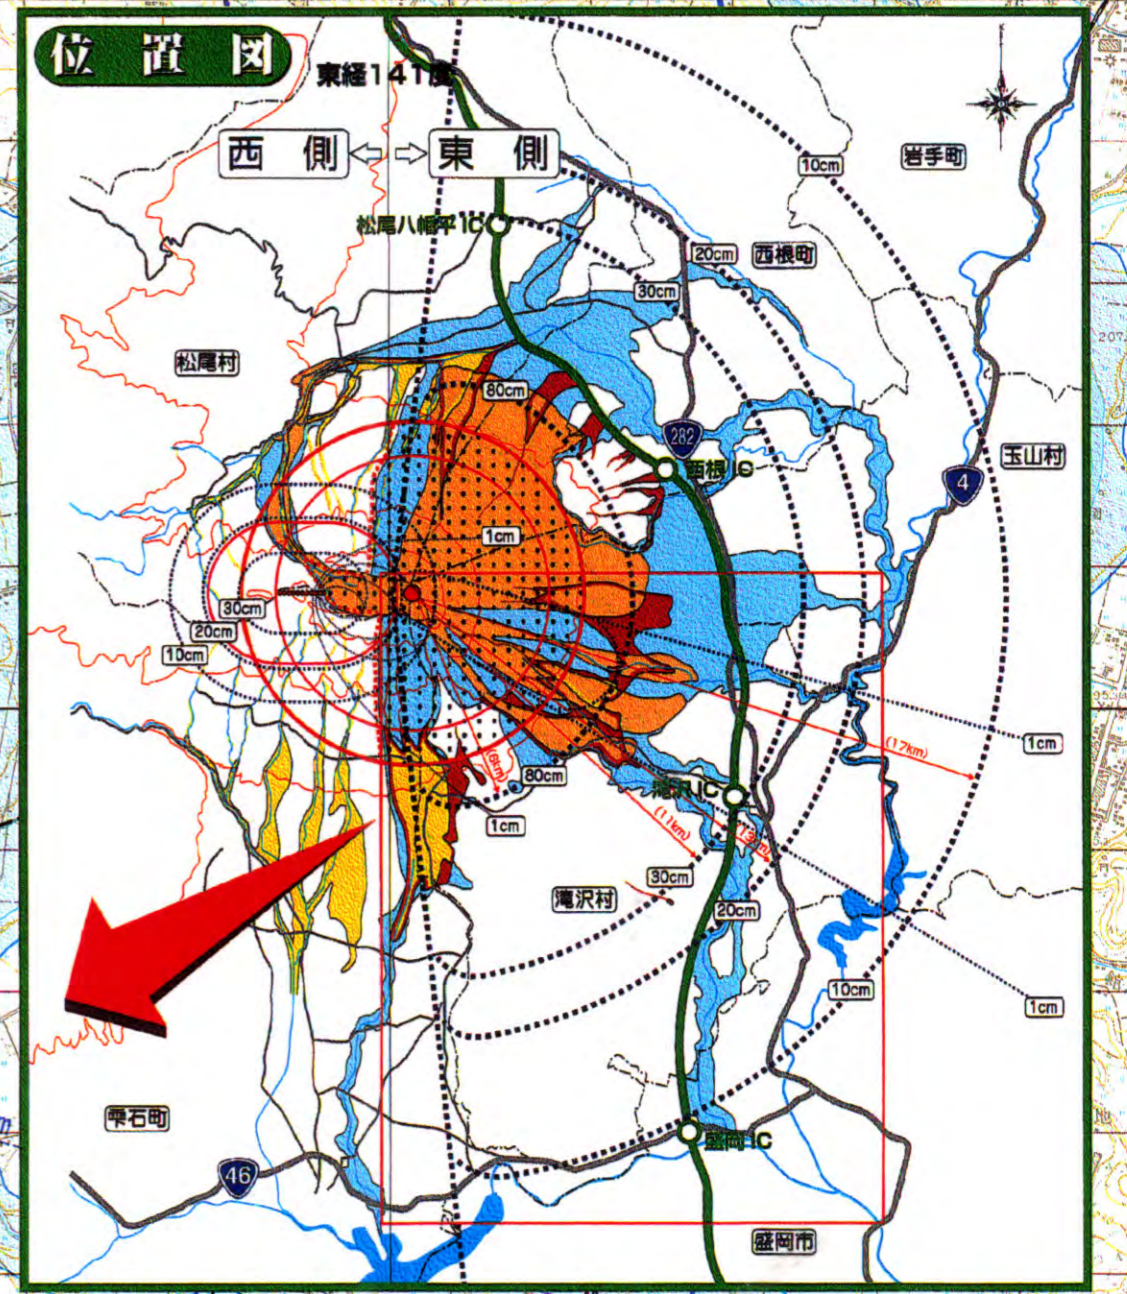 位置図
東経141度
西側
東側
10cm
岩手町
松尾八幡平IC
20cm
西根町
30cm
松尾村
80cm
282
西根IC
玉山村
4
1cm
30cm
20cm
10cm
(17km)
1cm
(6km)
80cm
滝沢IC
1cm
(11km)
30cm
滝沢村
20cm
10cm
1cm
雫石町
盛岡IC
46
盛岡市